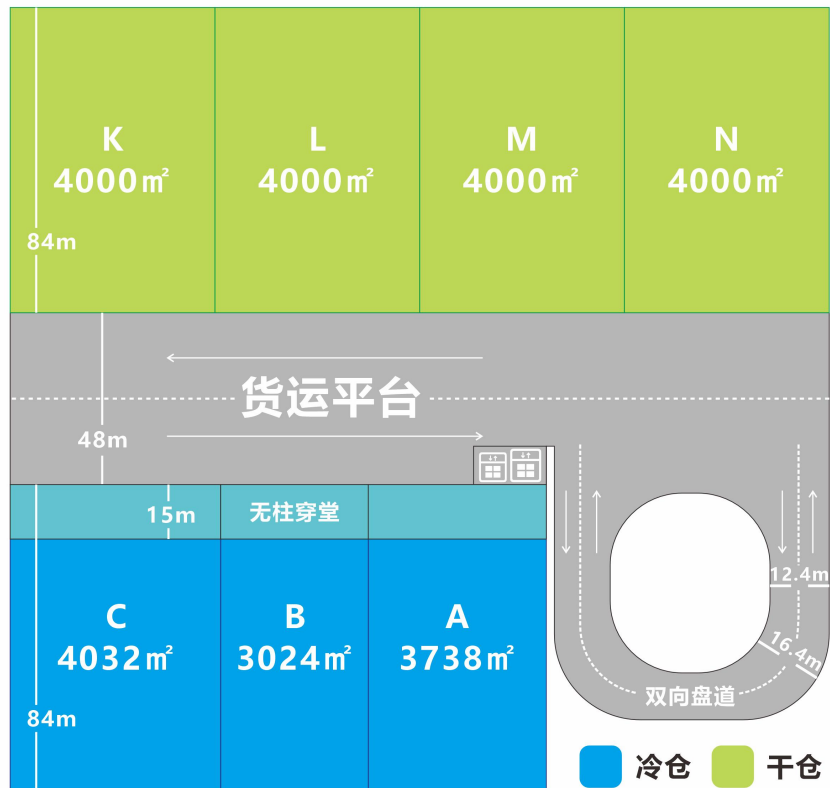 K
4000㎡
L
4000㎡
M
4000㎡
N
4000㎡
84m
货运平台
48m
15m
无柱穿堂
C
4032㎡
B
3024㎡
A
3738㎡
84m
12.4m
16.4m
双向盘道
冷仓
干仓